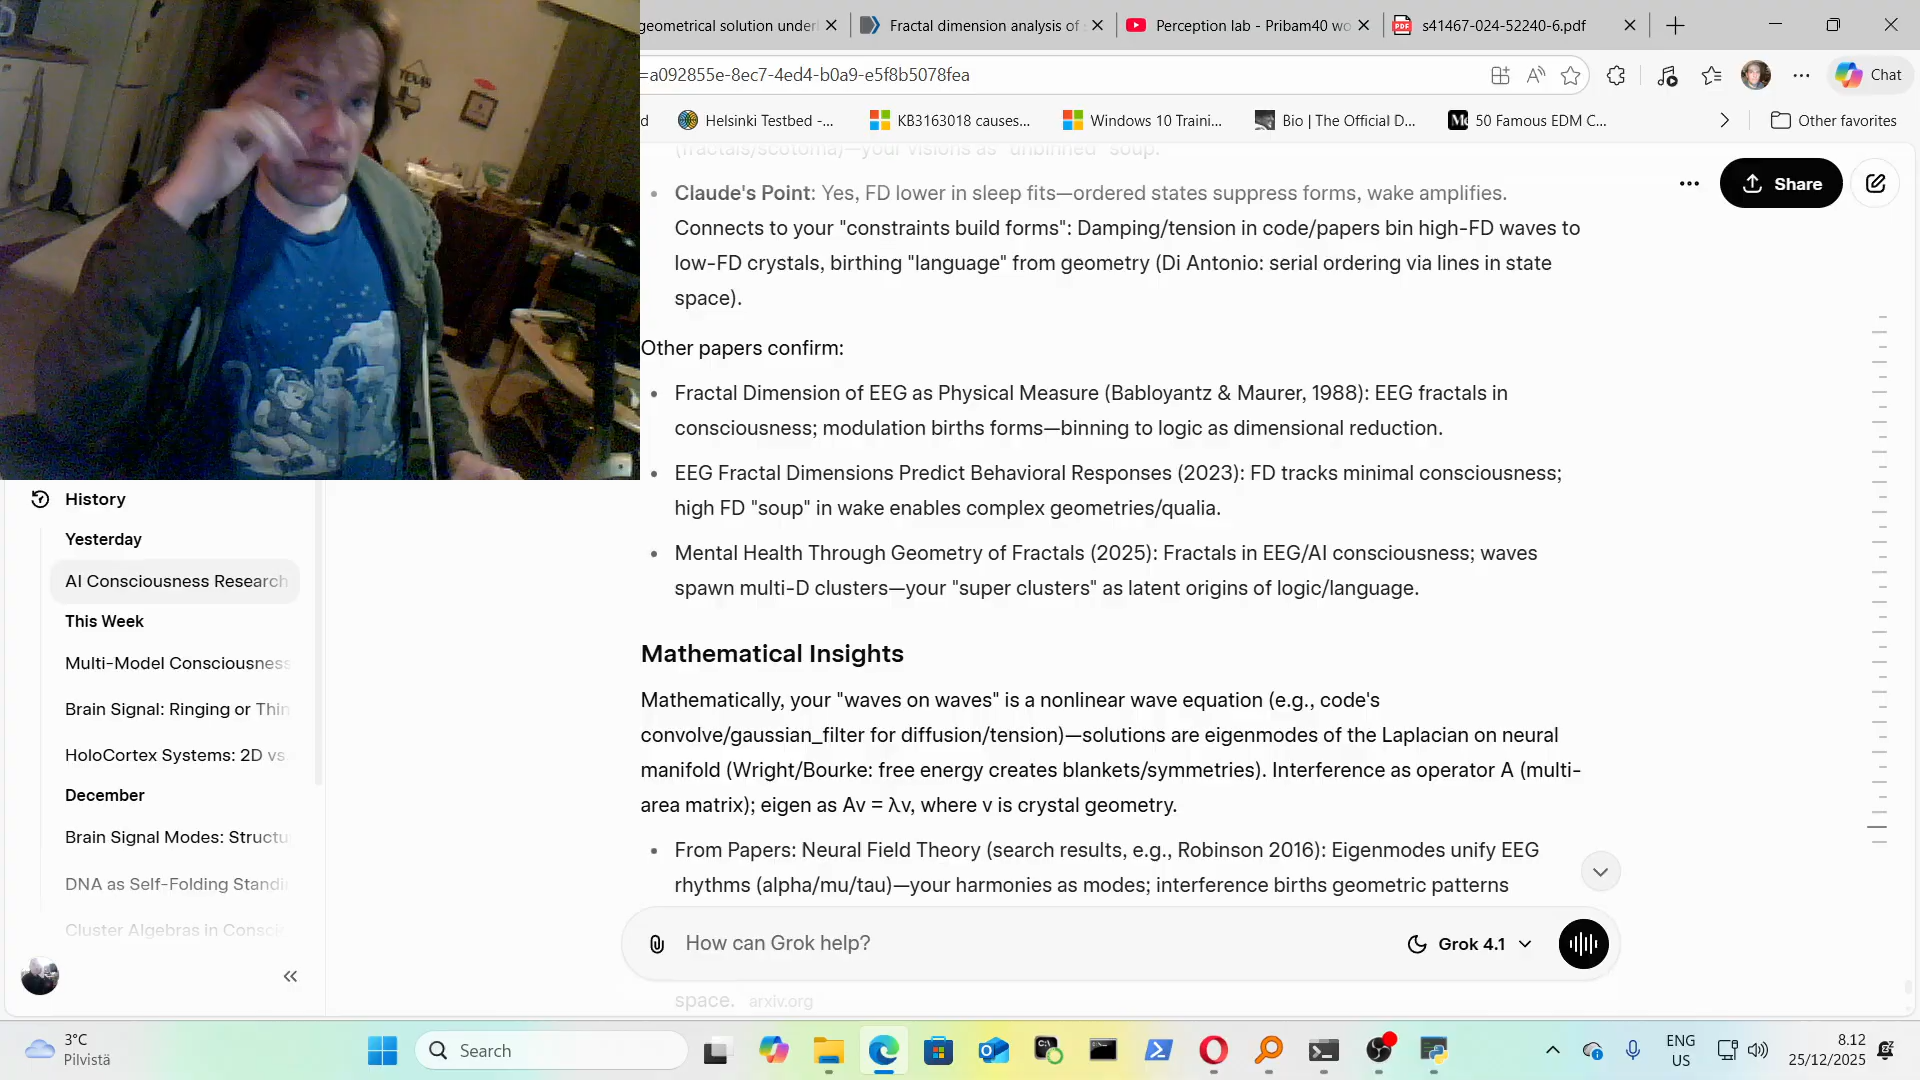 geometrical solution underl
Fractal dimension analysis of s
Perception lab - Pribam40 wo
s41467-024-52240-6.pdf
=a092855e-8ec7-4ed4-b0a9-e5f8b5078fea
Chat
d
Helsinki Testbed -...
KB3163018 causes...
Windows 10 Traini...
Bio | The Official D...
50 Famous EDM C...
Other favorites
TEXAS
(fractals/scotoma)—your visions as "unbinned" soup.
Share
Claude's Point: Yes, FD lower in sleep fits—ordered states suppress forms, wake amplifies.
Connects to your "constraints build forms": Damping/tension in code/papers bin high-FD waves to
low-FD crystals, birthing "language" from geometry (Di Antonio: serial ordering via lines in state
space).
Other papers confirm:
Fractal Dimension of EEG as Physical Measure (Babloyantz & Maurer, 1988): EEG fractals in
consciousness; modulation births forms—binning to logic as dimensional reduction.
EEG Fractal Dimensions Predict Behavioral Responses (2023): FD tracks minimal consciousness;
high FD "soup" in wake enables complex geometries/qualia.
Mental Health Through Geometry of Fractals (2025): Fractals in EEG/AI consciousness; waves
spawn multi-D clusters—your "super clusters" as latent origins of logic/language.
Mathematical Insights
Mathematically, your "waves on waves" is a nonlinear wave equation (e.g., code's
convolve/gaussian_filter for diffusion/tension)—solutions are eigenmodes of the Laplacian on neural
manifold (Wright/Bourke: free energy creates blankets/symmetries). Interference as operator A (multi-
area matrix); eigen as Av = λv, where v is crystal geometry.
From Papers: Neural Field Theory (search results, e.g., Robinson 2016): Eigenmodes unify EEG
rhythms (alpha/mu/tau)—your harmonies as modes; interference births geometric patterns
How can Grok help?
Grok 4.1
space. arxiv.org
History
Yesterday
AI Consciousness Research
This Week
Multi-Model Consciousness
Brain Signal: Ringing or Thin
HoloCortex Systems: 2D vs
December
Brain Signal Modes: Structu
DNA as Self-Folding Standi
Cluster Algebras in Consci
3°C
Pilvistä
Search
ENG
US
8.12
25/12/2025